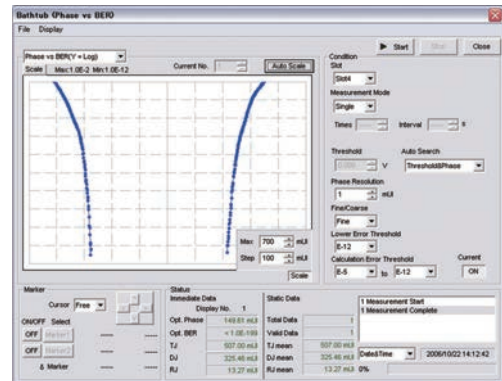 Bathtub (Phase vs BER)
File Display
Start Stop Close
Phase vs BER(Y = Log)
Scale Max:1.0E-2 Min:1.0E-12
Current No. 1
Auto Scale
Condition
Slot
Slot4
Measurement Mode
Single
Times Interval s
Threshold Auto Search
0.000 V Threshold&Phase
Phase Resolution
1 mUI
Fine/Coarse
Fine
Lower Error Threshold
E-12
Calculation Error Threshold Current
E-5 to E-12 ON
Max 700 mUI
Step 100 mUI
Scale
Marker
Cursor Free
ON/OFF Select
OFF Marker1 ---- ----
OFF Marker2 ---- ----
Δ Marker ---- ----
Status
Immediate Data
Display No. 1
Opt. Phase 149.61 mUI
Opt. BER < 1.0E-199
TJ 507.00 mUI
DJ 325.46 mUI
RJ 13.27 mUI
Static Data
Total Data 1
Valid Data 1
TJ mean 507.00 mUI
DJ mean 325.46 mUI
RJ mean 13.27 mUI
1 Measurement Start
1 Measurement Complete
Date&Time 2006/10/22 14:12:42
0%